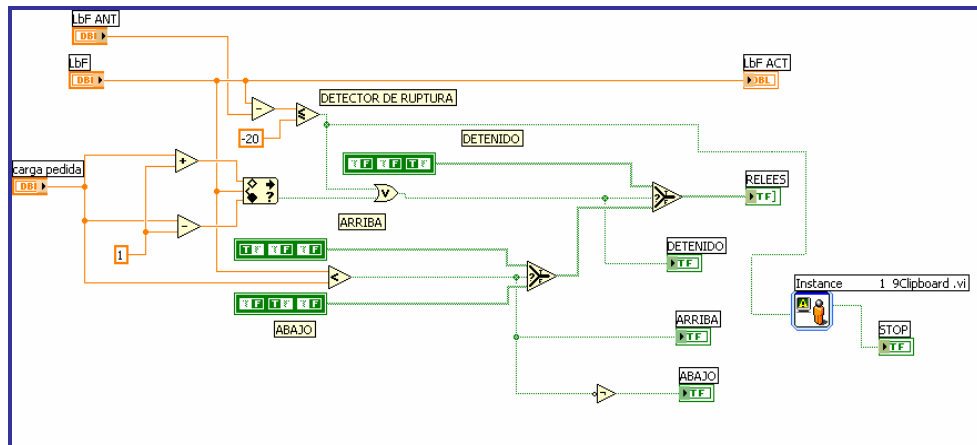 LbF ANT
DBL
LbF
DBL
LbF ACT
DBL
DETECTOR DE RUPTURA
-20
DETENIDO
F F T
carga pedida
DBL
RELEES
TF
ARRIBA
1
T F F
DETENIDO
TF
F T F
ABAJO
Instance 1 9Clipboard .vi
ARRIBA
TF
STOP
TF
ABAJO
TF